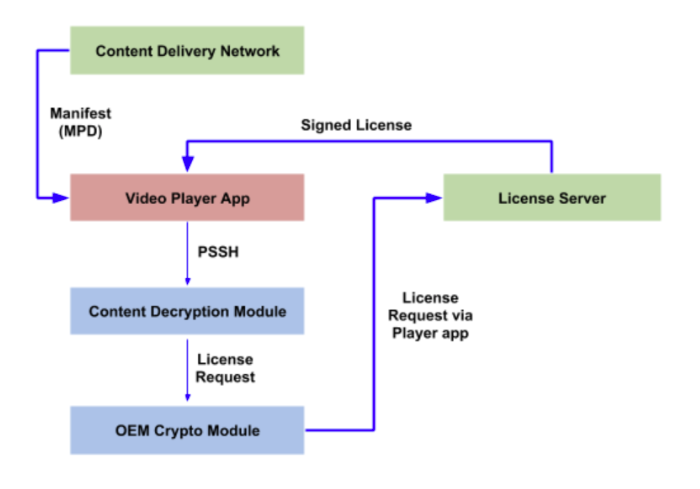 Content Delivery Network
Manifest
(MPD)
Signed License
Video Player App
License Server
PSSH
Content Decryption Module
License
Request via
Player app
License
Request
OEM Crypto Module